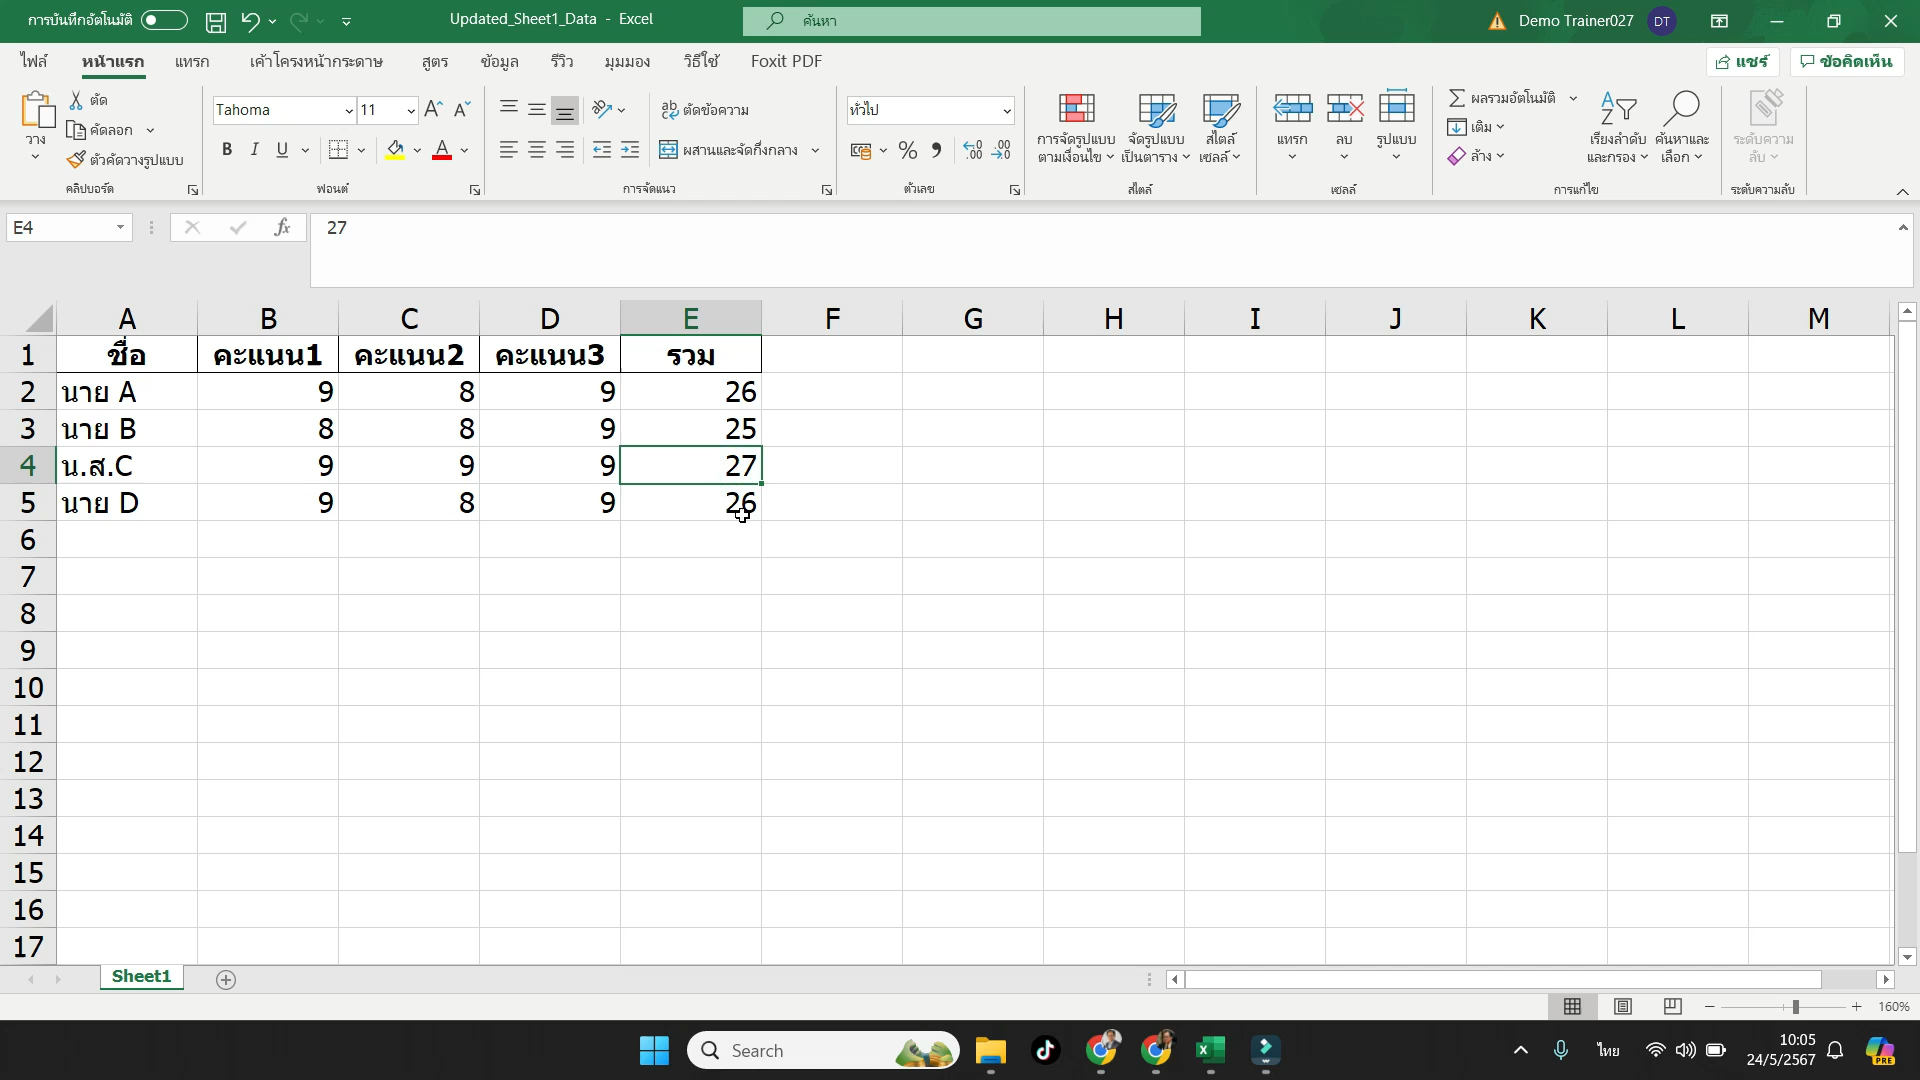 การบันทึกอัตโนมัติ
Updated_Sheet1_Data - Excel
ค้นหา
Demo Trainer027
DT
ไฟล์ หน้าแรก แทรก เค้าโครงหน้ากระดาษ สูตร ข้อมูล รีวิว มุมมอง วิธีใช้ Foxit PDF
แชร์ ข้อคิดเห็น
วาง
ตัด
คัดลอก
ตัวคัดวางรูปแบบ
คลิปบอร์ด
Tahoma 11
B I U
ฟอนต์
ตัดข้อความ
ผสานและจัดกึ่งกลาง
การจัดแนว
ทั่วไป
ตัวเลข
การจัดรูปแบบ
ตามเงื่อนไข
จัดรูปแบบ
เป็นตาราง
สไตล์
เซลล์
สไตล์
แทรก ลบ รูปแบบ
เซลล์
ผลรวมอัตโนมัติ
เติม
ล้าง
เรียงลำดับ
และกรอง
ค้นหาและ
เลือก
การแก้ไข
ระดับความ
ลับ
ระดับความลับ
E4 fx 27
A B C D E F G H I J K L M
1 ชื่อ คะแนน1 คะแนน2 คะแนน3 รวม
2 นาย A 9 8 9 26
3 นาย B 8 8 9 25
4 น.ส.C 9 9 9 27
5 นาย D 9 8 9 26
6
7
8
9
10
11
12
13
14
15
16
17
Sheet1
160%
Search
ไทย
10:05
24/5/2567
PRE